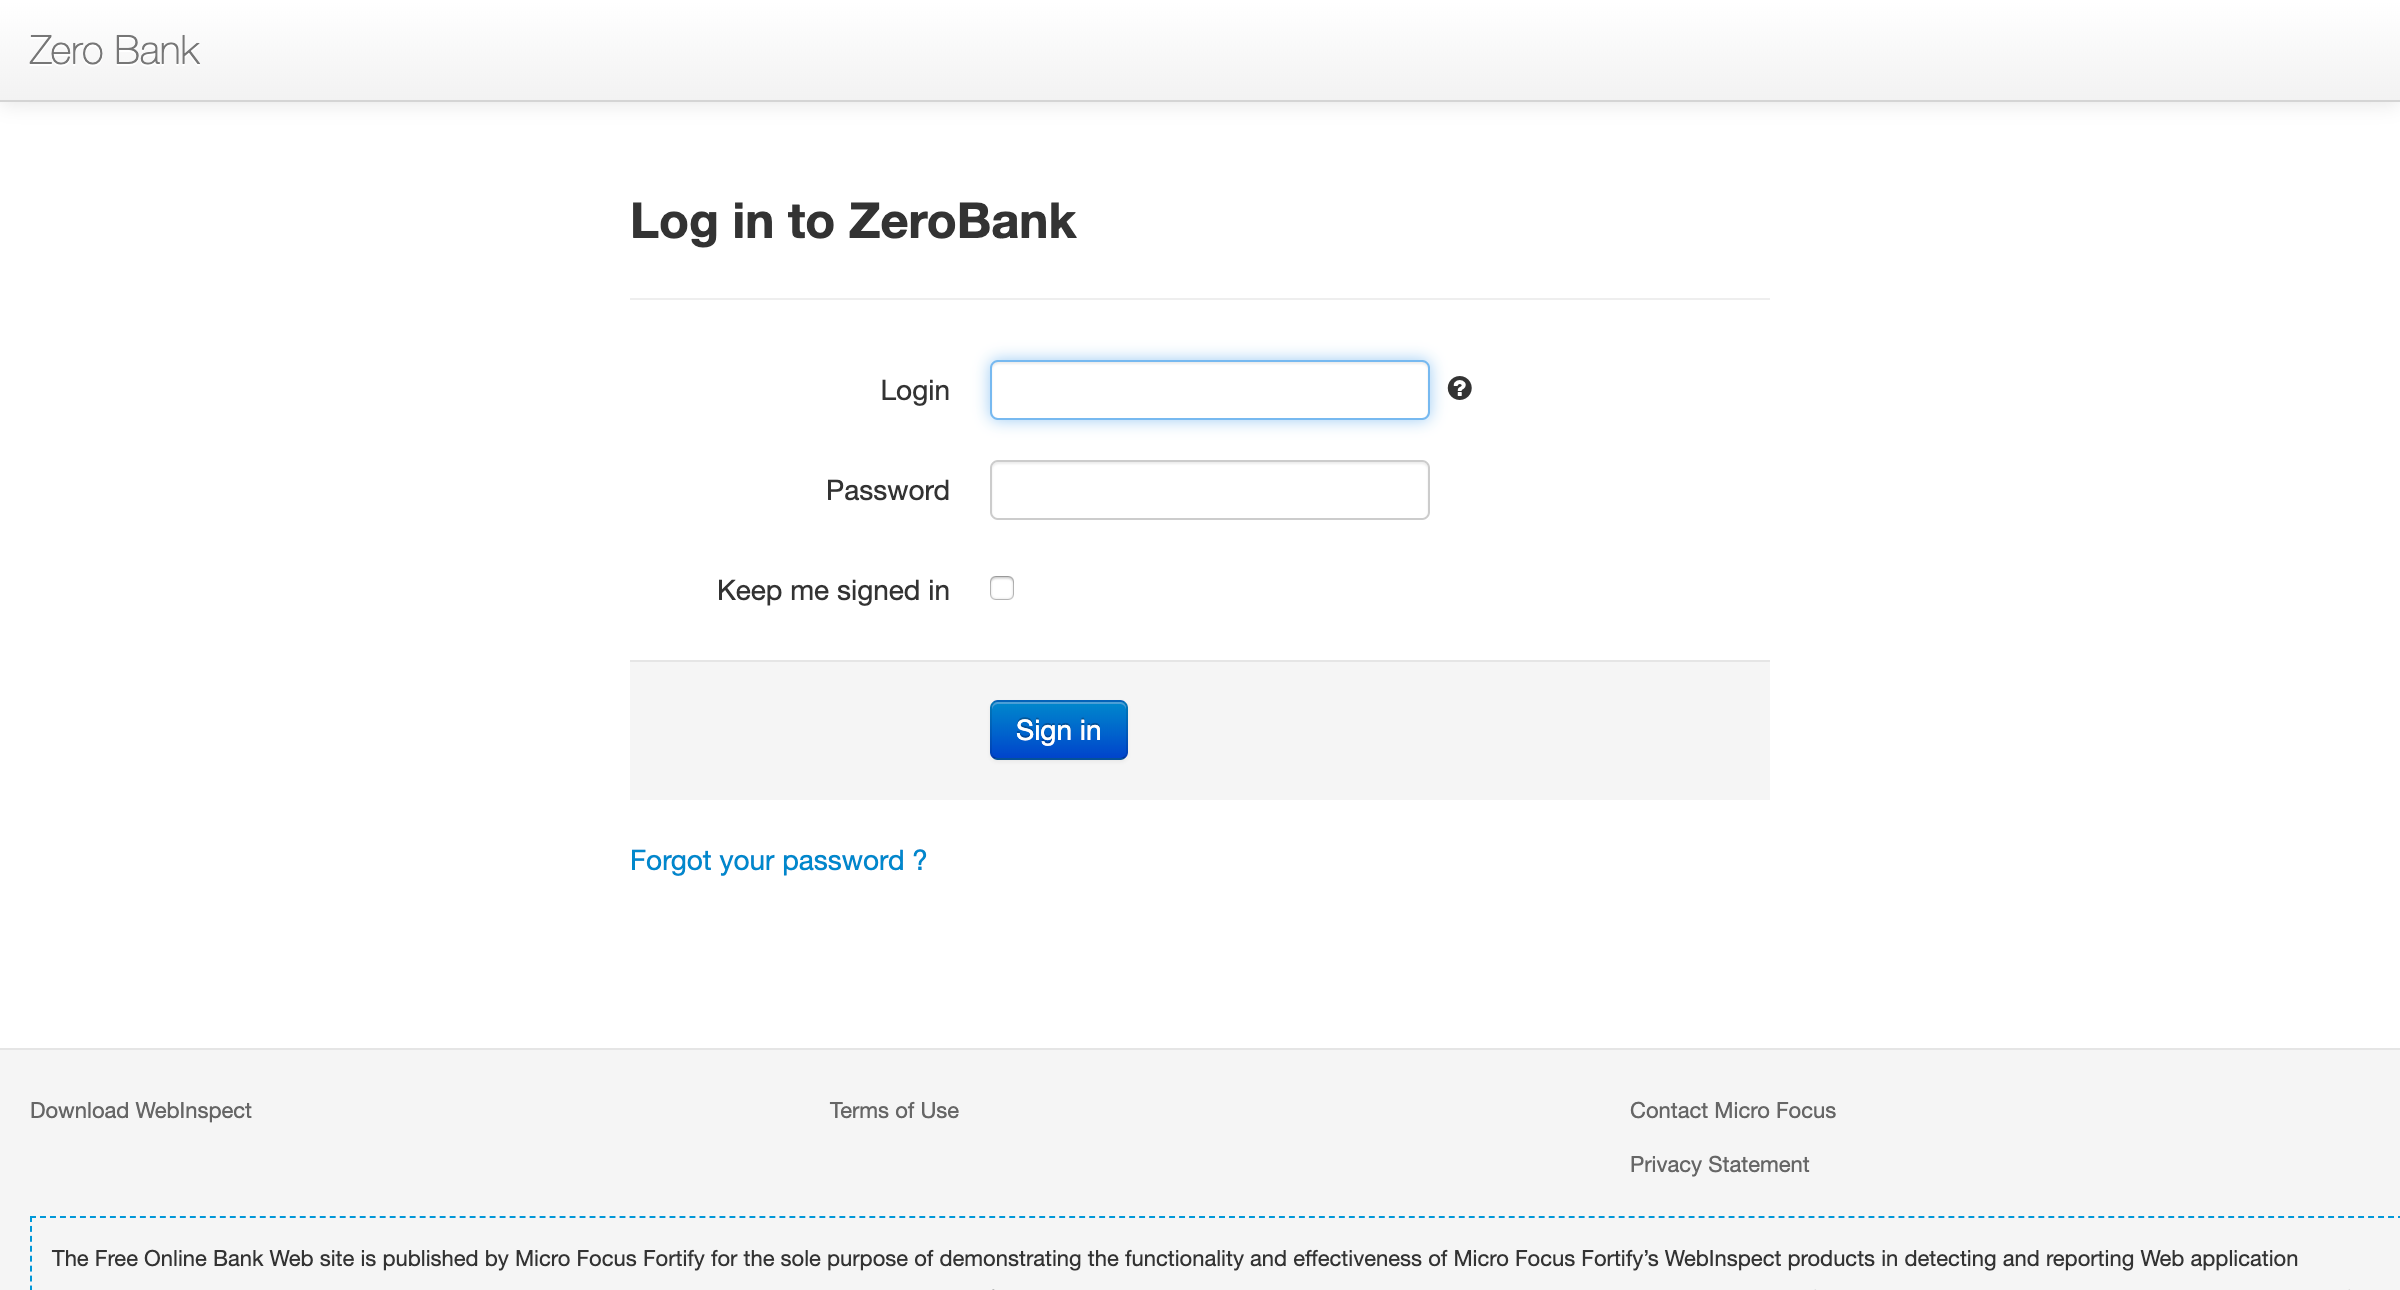 Zero Bank
Log in to ZeroBank
Login
Password
Keep me signed in
Sign in
Forgot your password ?
Download WebInspect
Terms of Use
Contact Micro Focus
Privacy Statement
The Free Online Bank Web site is published by Micro Focus Fortify for the sole purpose of demonstrating the functionality and effectiveness of Micro Focus Fortify’s WebInspect products in detecting and reporting Web application